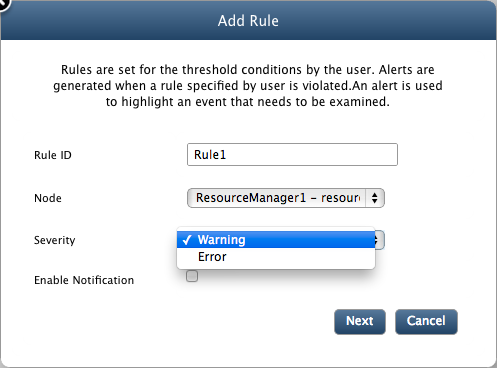 Add Rule
Rules are set for the threshold conditions by the user. Alerts are
generated when a rule specified by user is violated.An alert is used
to highlight an event that needs to be examined.
Rule ID
Rule1
Node
ResourceManager1 – resour
Severity
✓ Warning
Error
Enable Notification
Next
Cancel